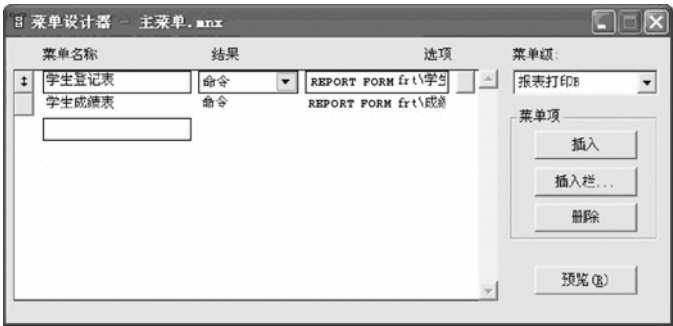 菜单设计器 - 主菜单.mnx
菜单名称 结果 选项 菜单级:
学生登记表 命令 REPORT FORM frt\学生 报表打印B
学生成绩表 命令 REPORT FORM frt\成绩
菜单项
插入
插入栏...
删除
预览(R)